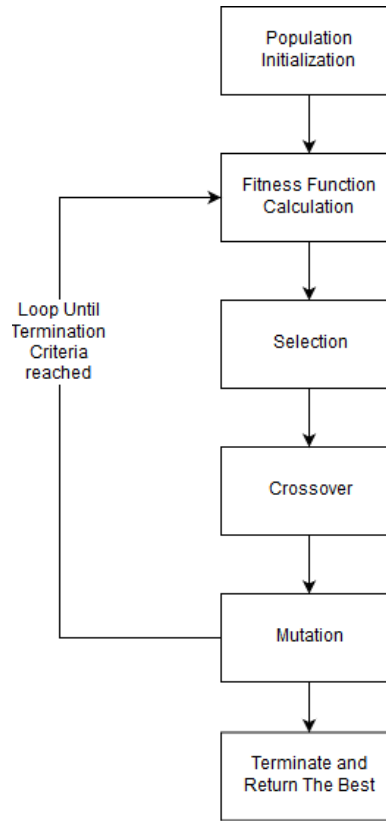 Population
Initialization
Fitness Function
Calculation
Loop Until
Termination
Criteria
reached
Selection
Crossover
Mutation
Terminate and
Return The Best